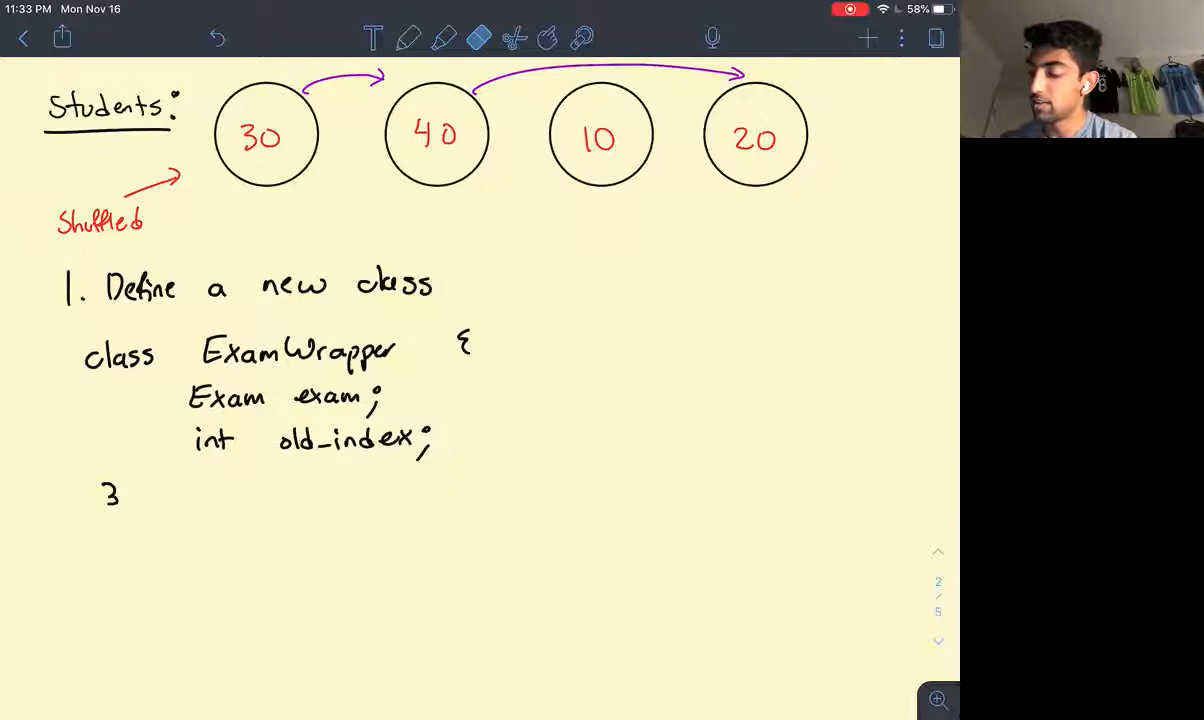 11:33 PM Mon Nov 16
58%
Students:
30 40 10 20
Shuffled
1. Define a new class
class ExamWrapper {
Exam exam;
int old_index;
}
2
/
5